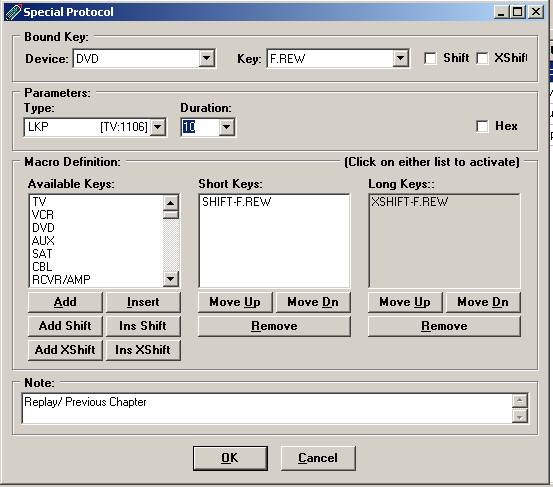 Special Protocol
Bound Key:
Device: DVD Key: F.REW Shift XShift
Parameters:
Type: Duration:
LKP [TV:1106] 10 Hex
Macro Definition: (Click on either list to activate)
Available Keys: Short Keys: Long Keys::
TV SHIFT-F.REW XSHIFT-F.REW
VCR
DVD
AUX
SAT
CBL
RCVR/AMP
Add Insert Move Up Move Dn Move Up Move Dn
Add Shift Ins Shift Remove Remove
Add XShift Ins XShift
Note:
Replay/ Previous Chapter
OK Cancel